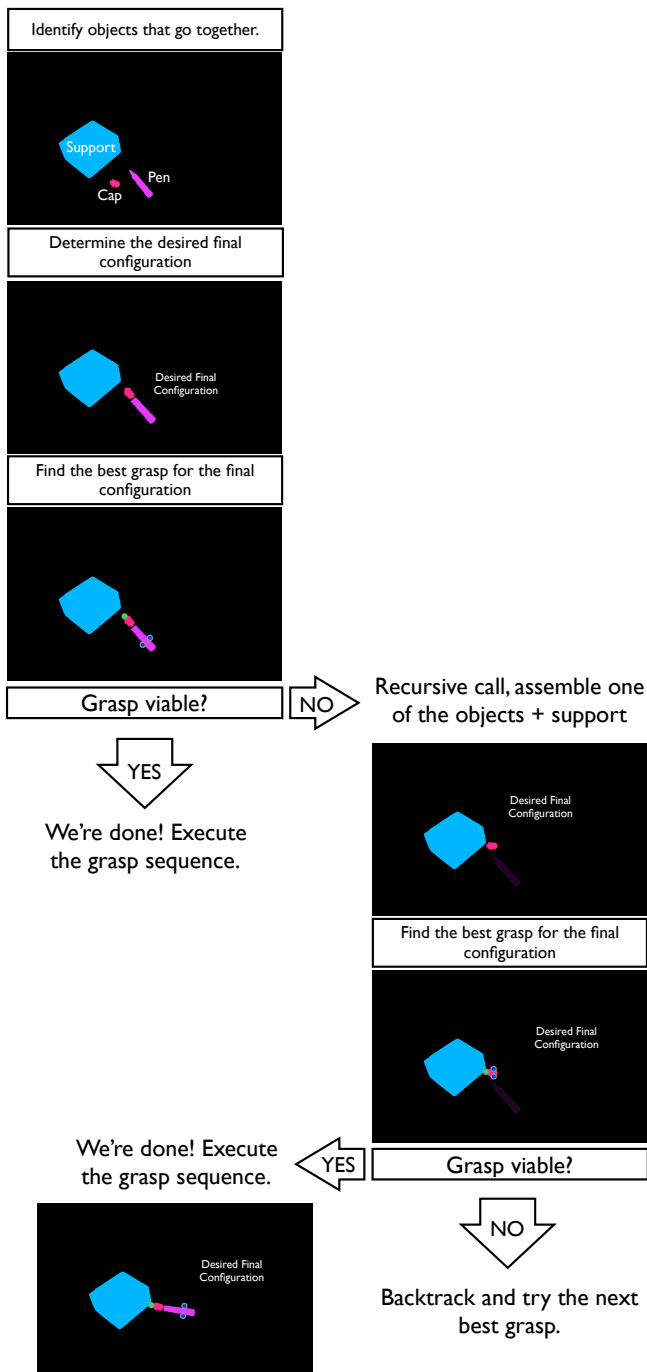 Identify objects that go together.
Support
Pen
Cap
Determine the desired final
configuration
Desired Final
Configuration
Find the best grasp for the final
configuration
Grasp viable?
NO
Recursive call, assemble one
of the objects + support
YES
We're done! Execute
the grasp sequence.
Desired Final
Configuration
Find the best grasp for the final
configuration
Desired Final
Configuration
Grasp viable?
YES
We're done! Execute
the grasp sequence.
Desired Final
Configuration
NO
Backtrack and try the next
best grasp.